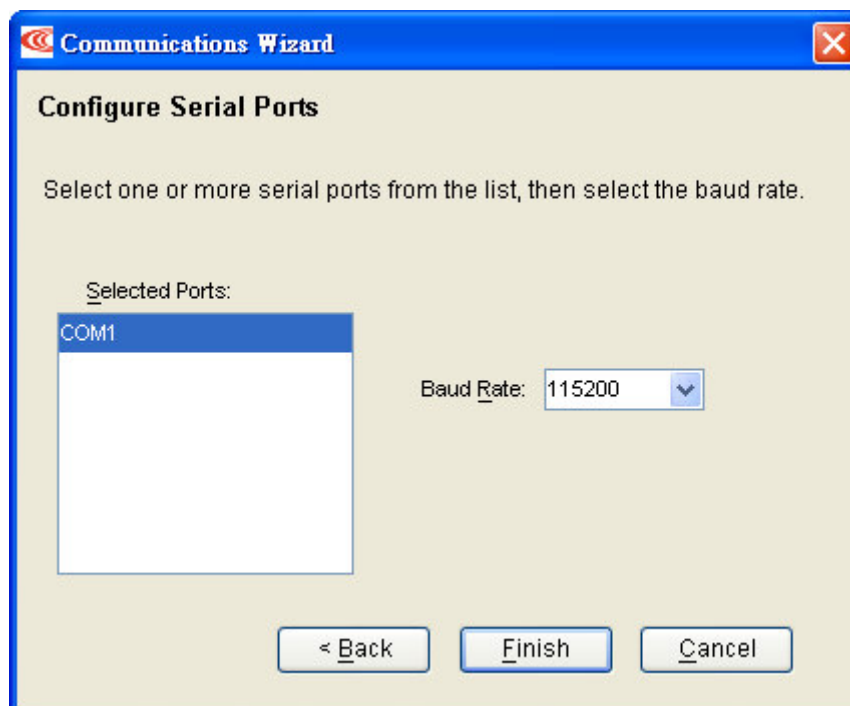 Communications Wizard
Configure Serial Ports
Select one or more serial ports from the list, then select the baud rate.
Selected Ports:
COM1
Baud Rate: 115200
< Back Finish Cancel